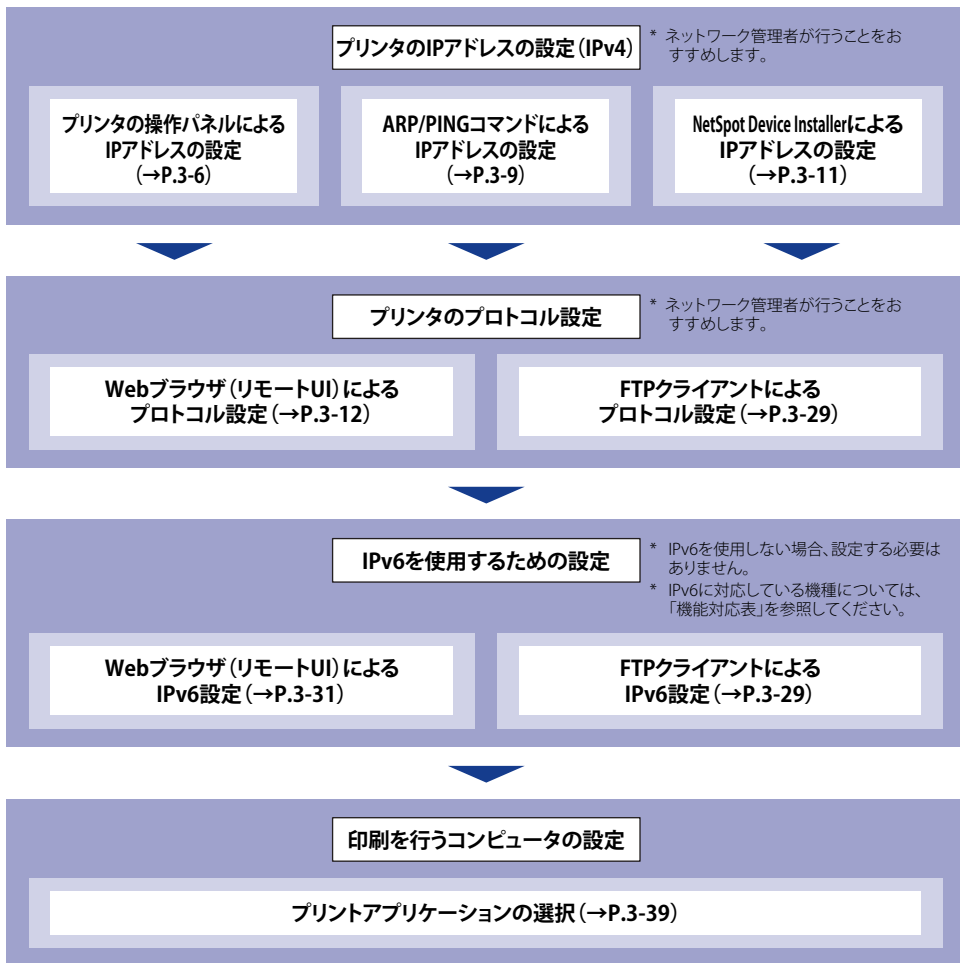 プリンタのIPアドレスの設定（IPv4）
* ネットワーク管理者が行うことをお
すすめします。
プリンタの操作パネルによる
IPアドレスの設定
（→P.3-6）
ARP/PINGコマンドによる
IPアドレスの設定
（→P.3-9）
NetSpot Device Installerによる
IPアドレスの設定
（→P.3-11）
プリンタのプロトコル設定
* ネットワーク管理者が行うことをお
すすめします。
Webブラウザ（リモートUI）による
プロトコル設定（→P.3-12）
FTPクライアントによる
プロトコル設定（→P.3-29）
IPv6を使用するための設定
* IPv6を使用しない場合、設定する必要は
ありません。
* IPv6に対応している機種については、
「機能対応表」を参照してください。
Webブラウザ（リモートUI）による
IPv6設定（→P.3-31）
FTPクライアントによる
IPv6設定（→P.3-29）
印刷を行うコンピュータの設定
プリントアプリケーションの選択（→P.3-39）